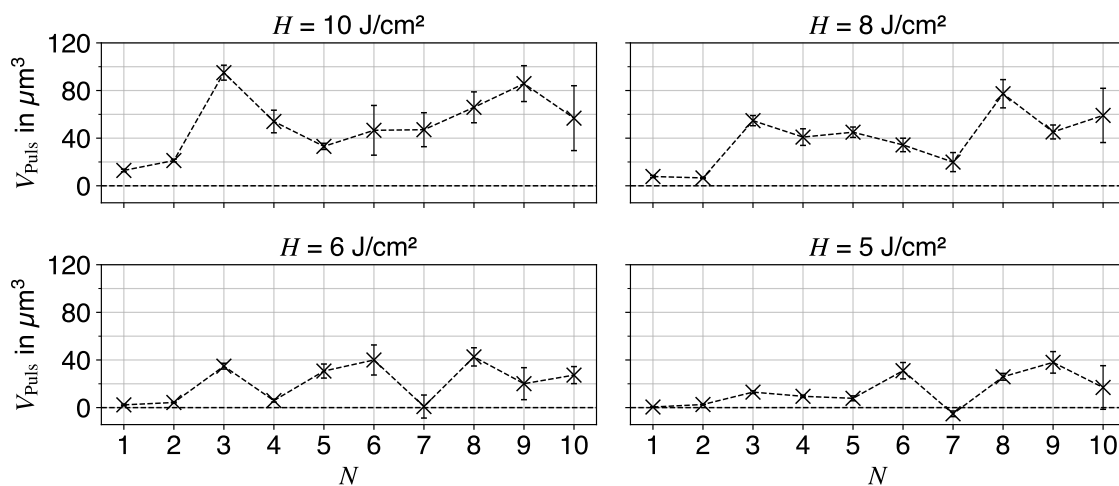 H = 10 J/cm²
H = 8 J/cm²
120
80
40
0
V_Puls in μm³
H = 6 J/cm²
H = 5 J/cm²
120
80
40
0
V_Puls in μm³
1 2 3 4 5 6 7 8 9 10
1 2 3 4 5 6 7 8 9 10
N
N